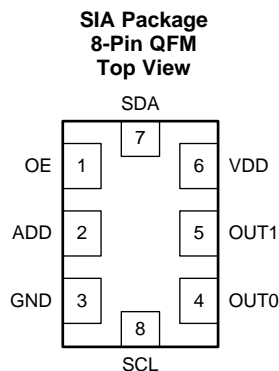 SIA Package
8-Pin QFM
Top View
SDA
7
OE 1 6 VDD
ADD 2 5 OUT1
GND 3 4 OUT0
8
SCL